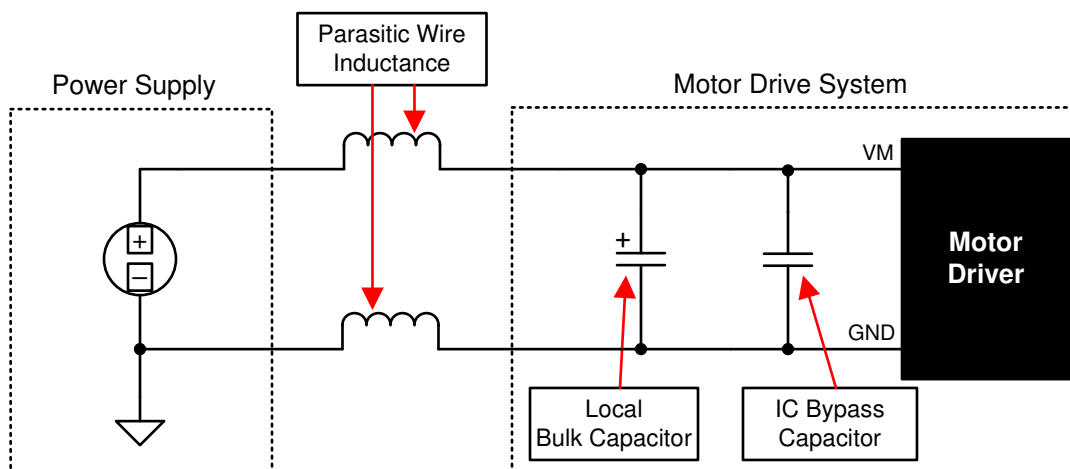 Parasitic Wire
Inductance
Power Supply
Motor Drive System
VM
+
−
+
Motor
Driver
GND
Local
Bulk Capacitor
IC Bypass
Capacitor